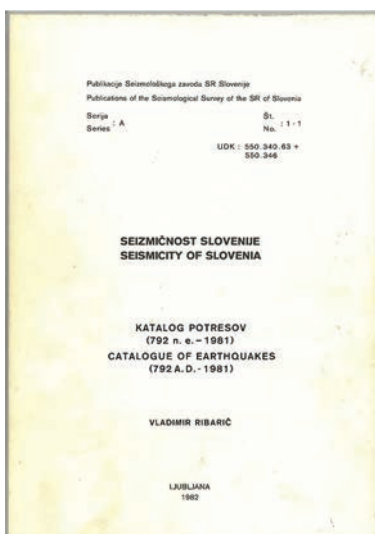 Publikacije Seizmološkega zavoda SR Slovenije
Publications of the Seismological Survey of the SR of Slovenia
Serija
Series : A
Št.
No. : 1 - 1
UDK : 550.340.63 +
550.346
SEIZMIČNOST SLOVENIJE
SEISMICITY OF SLOVENIA
KATALOG POTRESOV
(792 n. e. – 1981)
CATALOGUE OF EARTHQUAKES
(792 A. D. - 1981)
VLADIMIR RIBARIČ
LJUBLJANA
1982